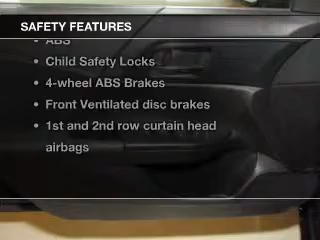 SAFETY FEATURES
• ABS
• Child Safety Locks
• 4-wheel ABS Brakes
• Front Ventilated disc brakes
• 1st and 2nd row curtain head
airbags